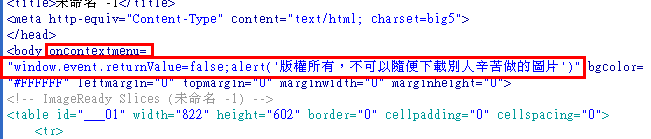 <title>未命名 -1</title>
<meta http-equiv="Content-Type" content="text/html; charset=big5">
</head>
<body oncontextmenu=
"window.event.returnValue=false;alert('版權所有，不可以隨便下載別人辛苦做的圖片')" bgColor=
"#FFFFFF" leftmargin="0" topmargin="0" marginwidth="0" marginheight="0">
<!-- ImageReady Slices (未命名 -1) -->
<table id="___01" width="822" height="602" border="0" cellpadding="0" cellspacing="0">
<tr>